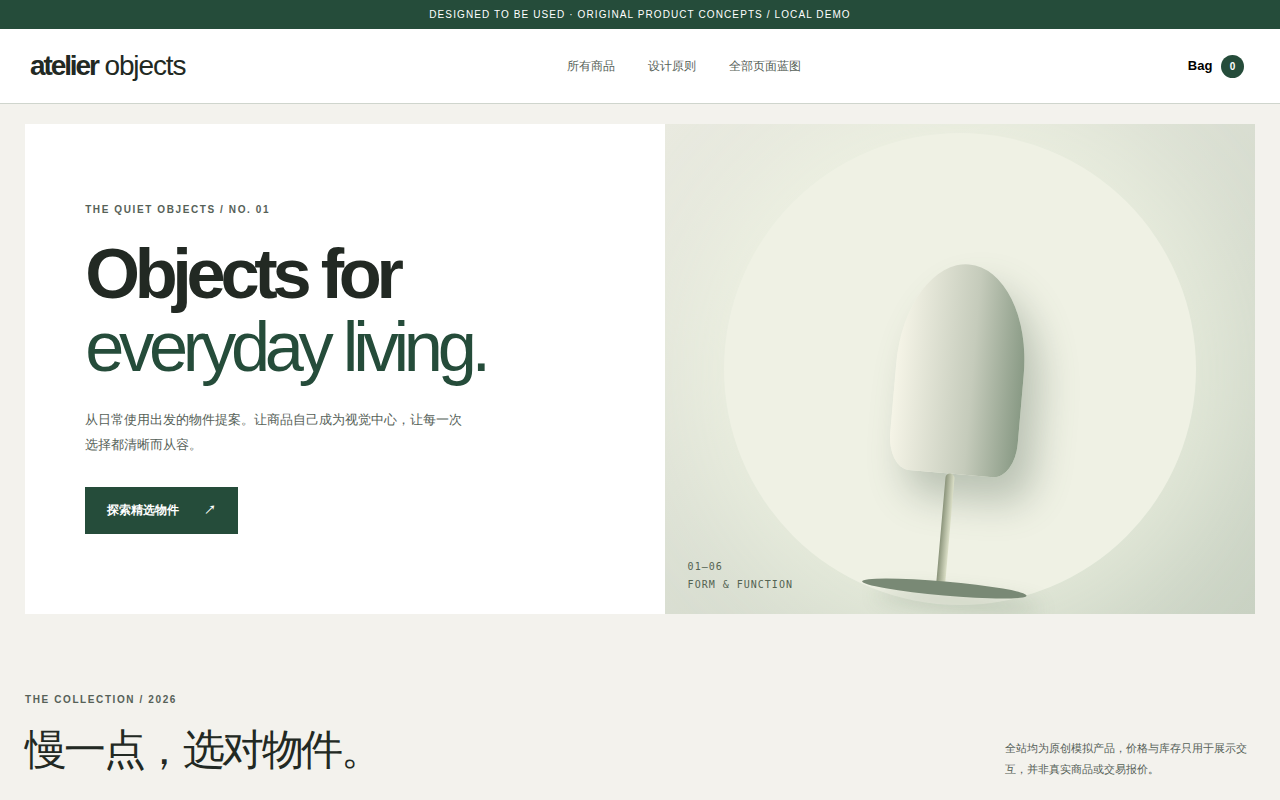 DESIGNED TO BE USED · ORIGINAL PRODUCT CONCEPTS / LOCAL DEMO
atelier objects
所有商品
设计原则
全部页面蓝图
Bag 0
THE QUIET OBJECTS / NO. 01
Objects for
everyday living.
从日常使用出发的物件提案。让商品自己成为视觉中心，让每一次
选择都清晰而从容。
探索精选物件 ↗
01—06
FORM & FUNCTION
THE COLLECTION / 2026
慢一点，选对物件。
全站均为原创模拟产品，价格与库存只用于展示交
互，并非真实商品或交易报价。